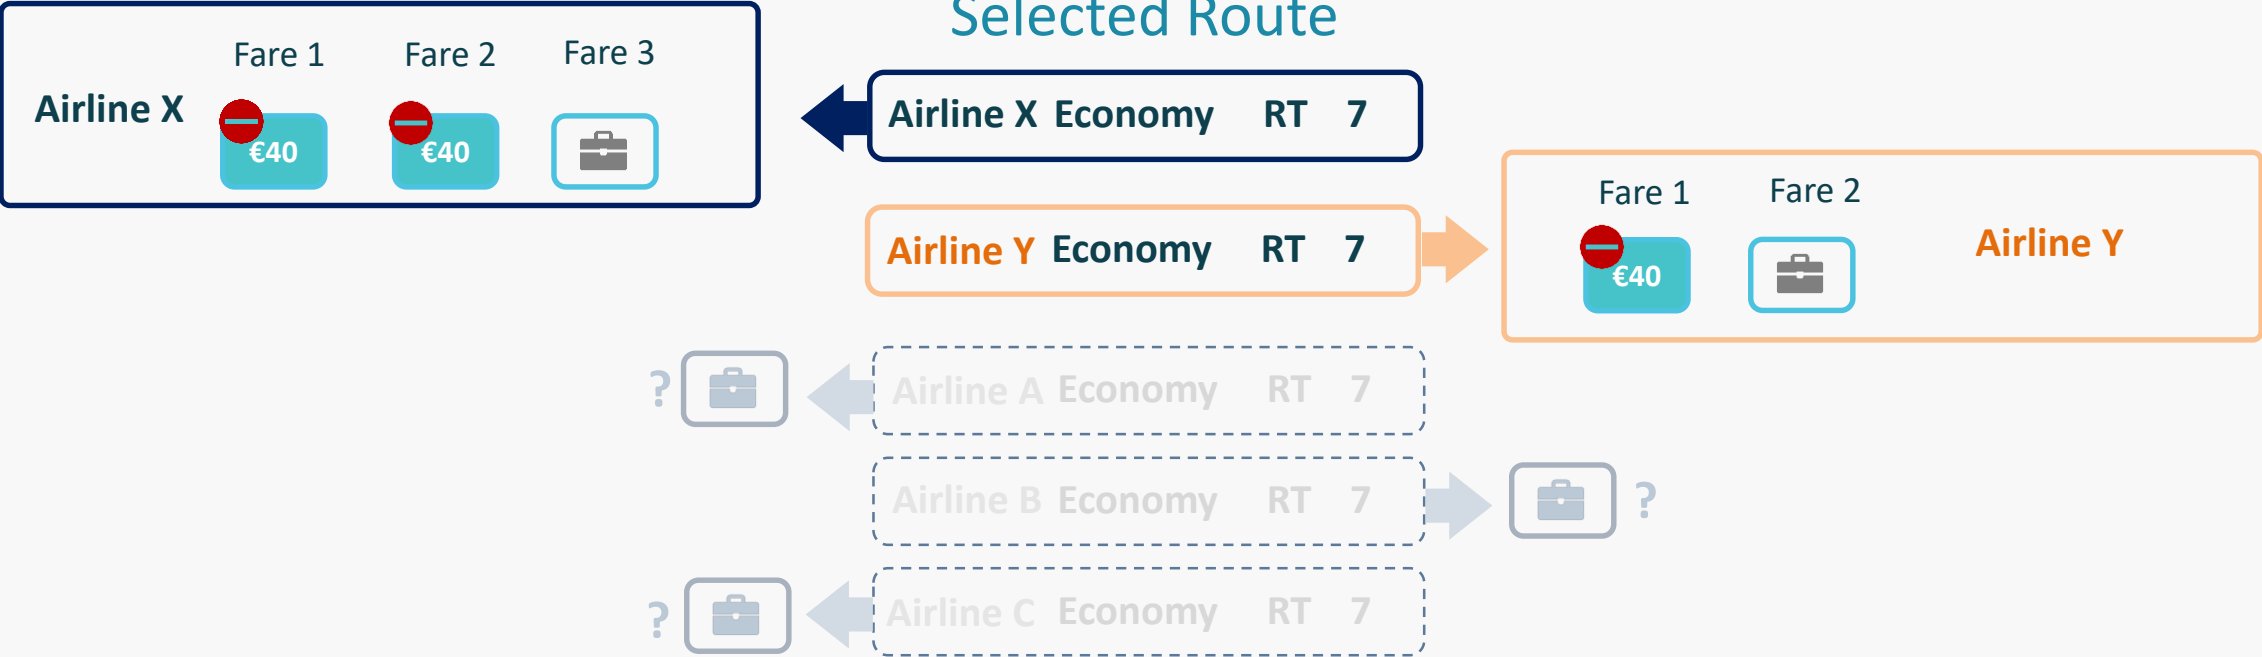 Selected Route
Fare 1 Fare 2 Fare 3
Airline X
€40 €40
Airline X Economy RT 7
Airline Y Economy RT 7
Fare 1 Fare 2
Airline Y
€40
? Airline A Economy RT 7
Airline B Economy RT 7 ?
? Airline C Economy RT 7